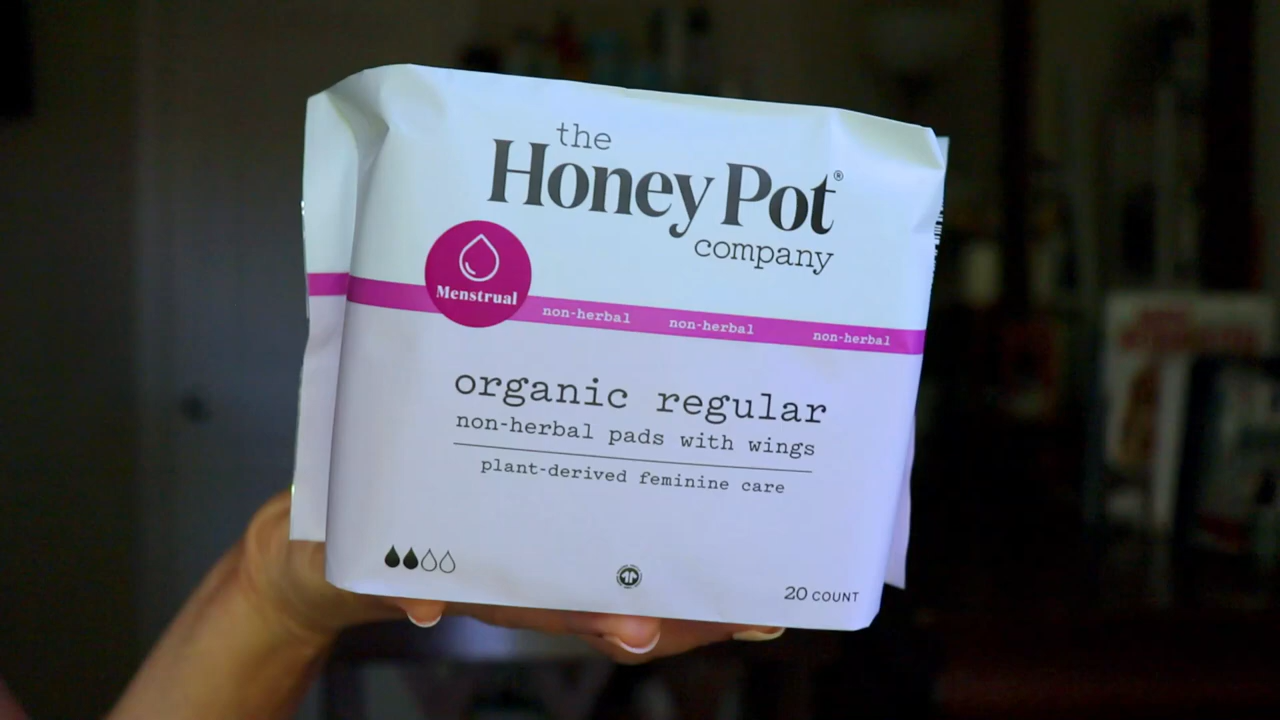 the
Honey Pot®
company
Menstrual
non-herbal non-herbal non-herbal
organic regular
non-herbal pads with wings
plant-derived feminine care
20 COUNT